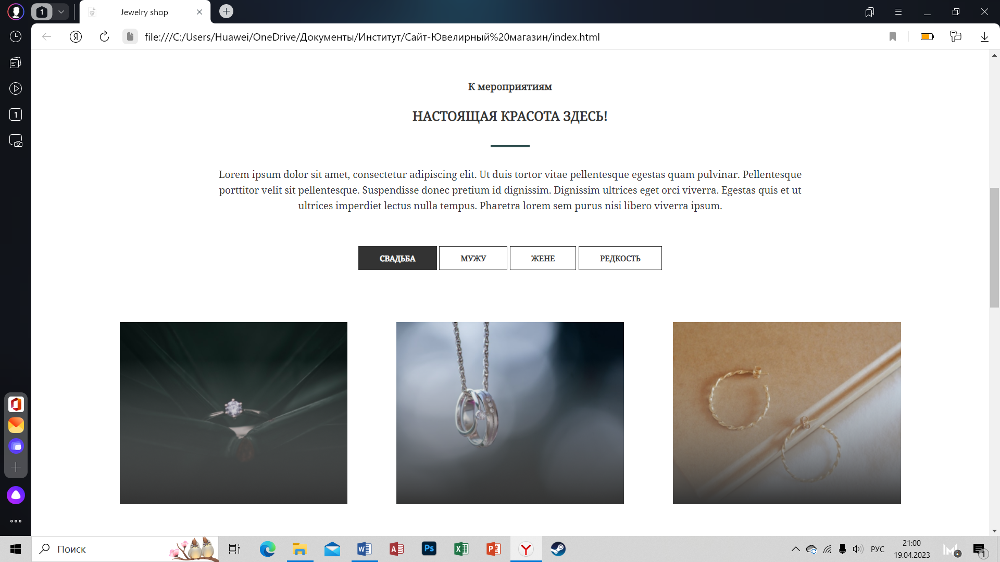 1
Jewelry shop
Я
file:///C:/Users/Huawei/OneDrive/Документы/Институт/Сайт-Ювелирный%20магазин/index.html
1
К мероприятиям
НАСТОЯЩАЯ КРАСОТА ЗДЕСЬ!
Lorem ipsum dolor sit amet, consectetur adipiscing elit. Ut duis tortor vitae pellentesque egestas quam pulvinar. Pellentesque
porttitor velit sit pellentesque. Suspendisse donec pretium id dignissim. Dignissim ultrices eget orci viverra. Egestas quis et ut
ultrices imperdiet lectus nulla tempus. Pharetra lorem sem purus nisi libero viverra ipsum.
СВАДЬБА МУЖУ ЖЕНЕ РЕДКОСТЬ
Поиск
W A Ps X P Y
РУС
21:00
19.04.2023
2
1